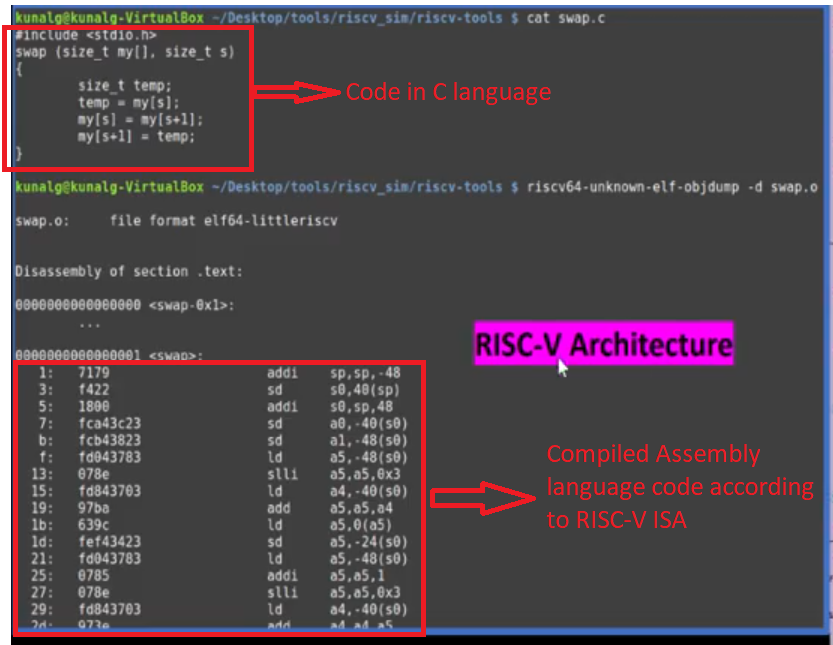 kunalg@kunalg-VirtualBox ~/Desktop/tools/riscv_sim/riscv-tools $ cat swap.c
#include <stdio.h>
swap (size_t my[], size_t s)
{
size_t temp;
temp = my[s];
my[s] = my[s+1];
my[s+1] = temp;
}
Code in C language
kunalg@kunalg-VirtualBox ~/Desktop/tools/riscv_sim/riscv-tools $ riscv64-unknown-elf-objdump -d swap.o
swap.o: file format elf64-littleriscv
Disassembly of section .text:
0000000000000000 <swap-0x1>:
...
0000000000000001 <swap>:
RISC-V Architecture
1: 7179 addi sp,sp,-48
3: f422 sd s0,40(sp)
5: 1800 addi s0,sp,48
7: fca43c23 sd a0,-40(s0)
b: fcb43823 sd a1,-48(s0)
f: fd043783 ld a5,-48(s0)
13: 078e slli a5,a5,0x3
15: fd843703 ld a4,-40(s0)
19: 97ba add a5,a5,a4
1b: 639c ld a5,0(a5)
1d: fef43423 sd a5,-24(s0)
21: fd043783 ld a5,-48(s0)
25: 0785 addi a5,a5,1
27: 078e slli a5,a5,0x3
29: fd843703 ld a4,-40(s0)
2d: 973e add a4,a4,a5
Compiled Assembly
language code according
to RISC-V ISA